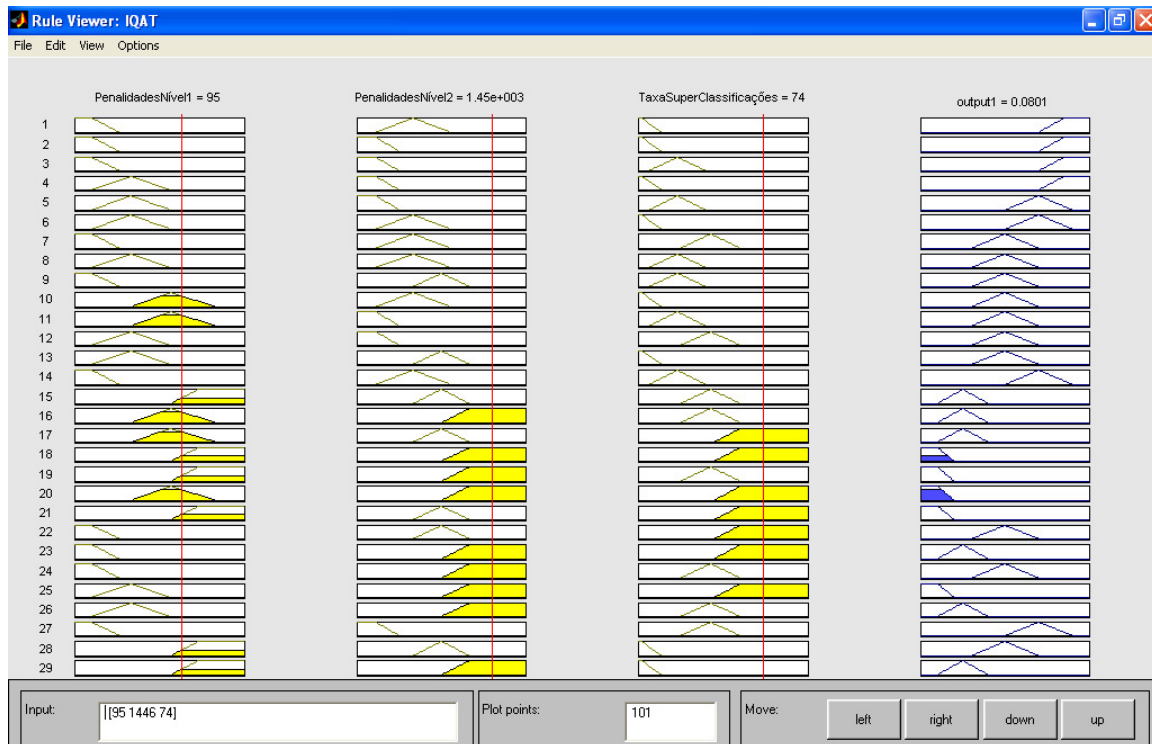 Rule Viewer: IQAT
File Edit View Options
PenalidadesNível1 = 95
PenalidadesNível2 = 1.45e+003
TaxaSuperClassificações = 74
output1 = 0.0801
1
2
3
4
5
6
7
8
9
10
11
12
13
14
15
16
17
18
19
20
21
22
23
24
25
26
27
28
29
Input:
[95 1446 74]
Plot points:
101
Move:
left
right
down
up